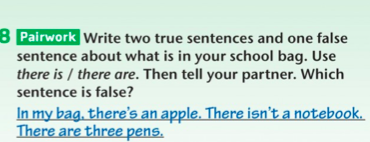 8 Pairwork Write two true sentences and one false
sentence about what is in your school bag. Use
there is / there are. Then tell your partner. Which
sentence is false?
In my bag, there's an apple. There isn't a notebook.
There are three pens.